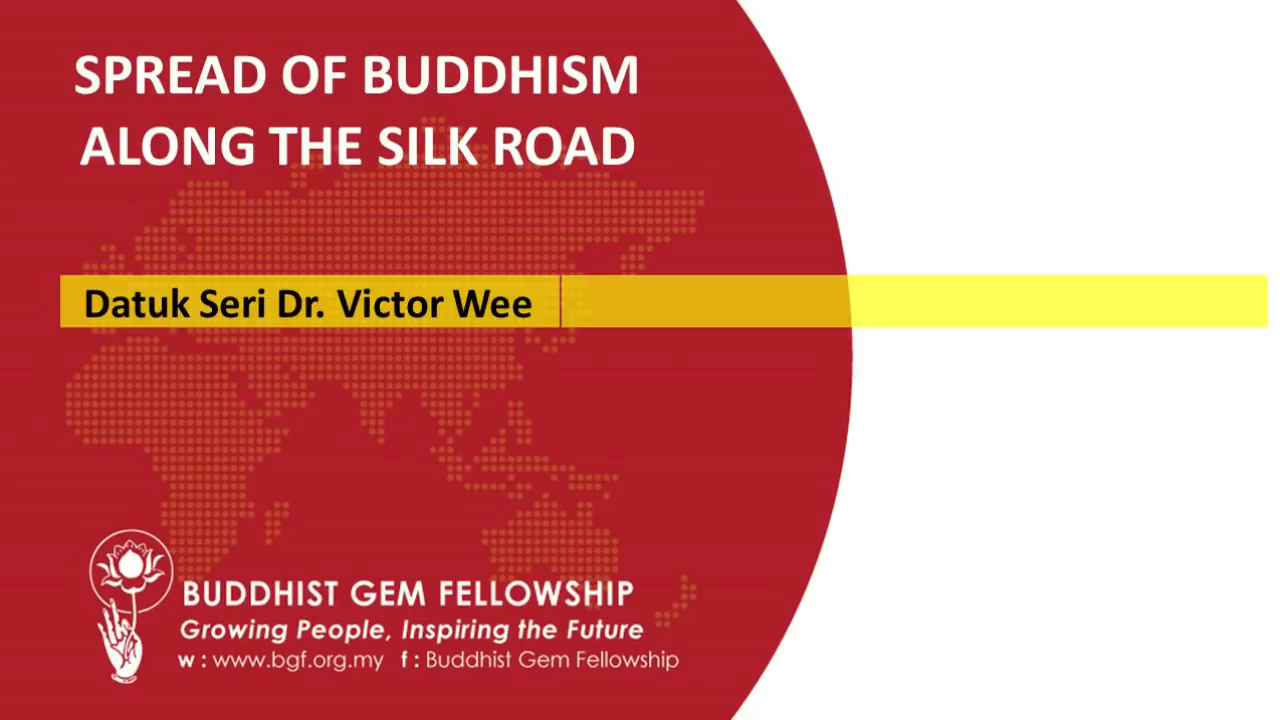 SPREAD OF BUDDHISM
ALONG THE SILK ROAD
Datuk Seri Dr. Victor Wee
BUDDHIST GEM FELLOWSHIP
Growing People, Inspiring the Future
w : www.bgf.org.my f : Buddhist Gem Fellowship